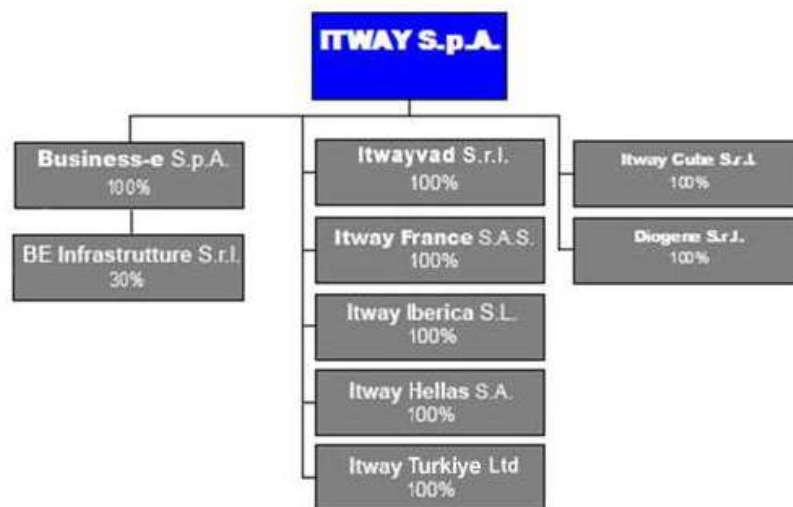 ITWAY S.p.A.
Business-e S.p.A.
100%
BE Infrastrutture S.r.l.
30%
Itwayvad S.r.l.
100%
Itway France S.A.S.
100%
Itway Iberica S.L.
100%
Itway Hellas S.A.
100%
Itway Turkiye Ltd
100%
Itway Cube S.r.l.
100%
Diogene S.r.l.
100%